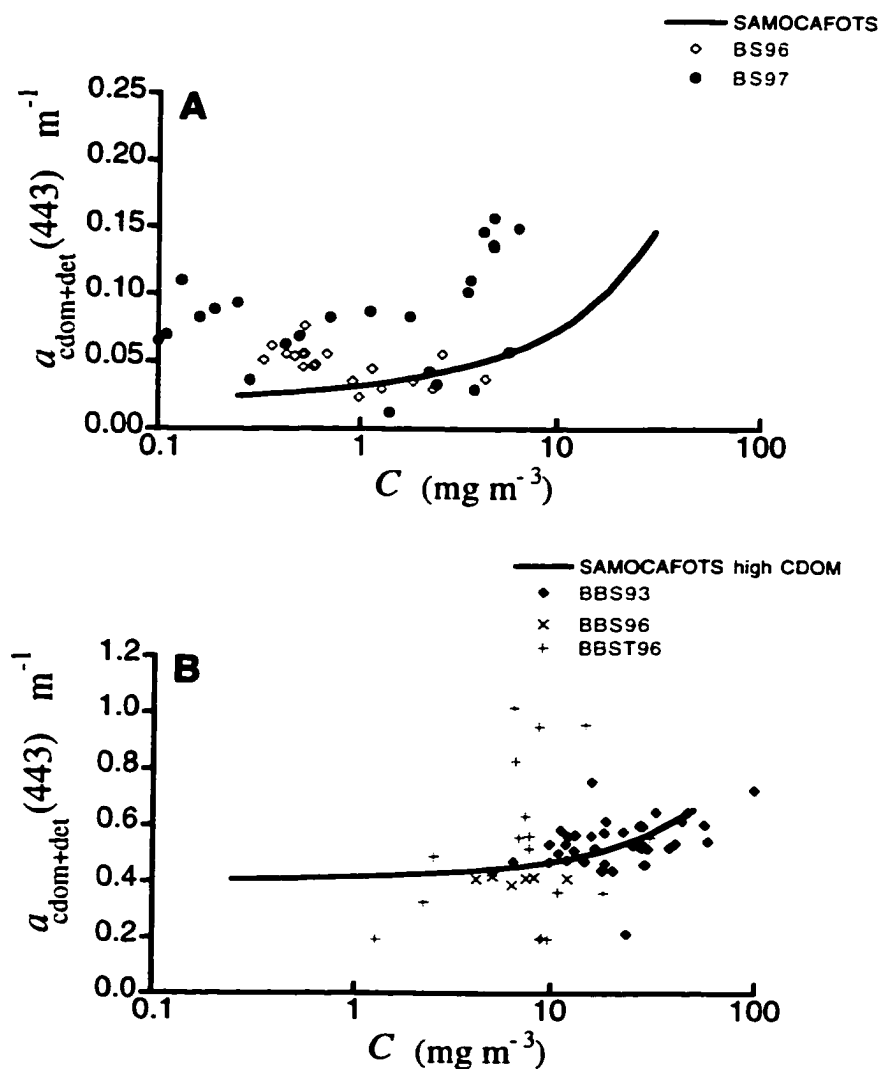 SAMOCAFOTS
BS96
BS97
A
0.25
0.20
0.15
0.10
0.05
0.00
a cdom+det (443) m-1
0.1 1 10 100
C (mg m-3)
SAMOCAFOTS high CDOM
BBS93
BBS96
BBST96
B
1.2
1.0
0.8
0.6
0.4
0.2
0.0
a cdom+det (443) m-1
0.1 1 10 100
C (mg m-3)